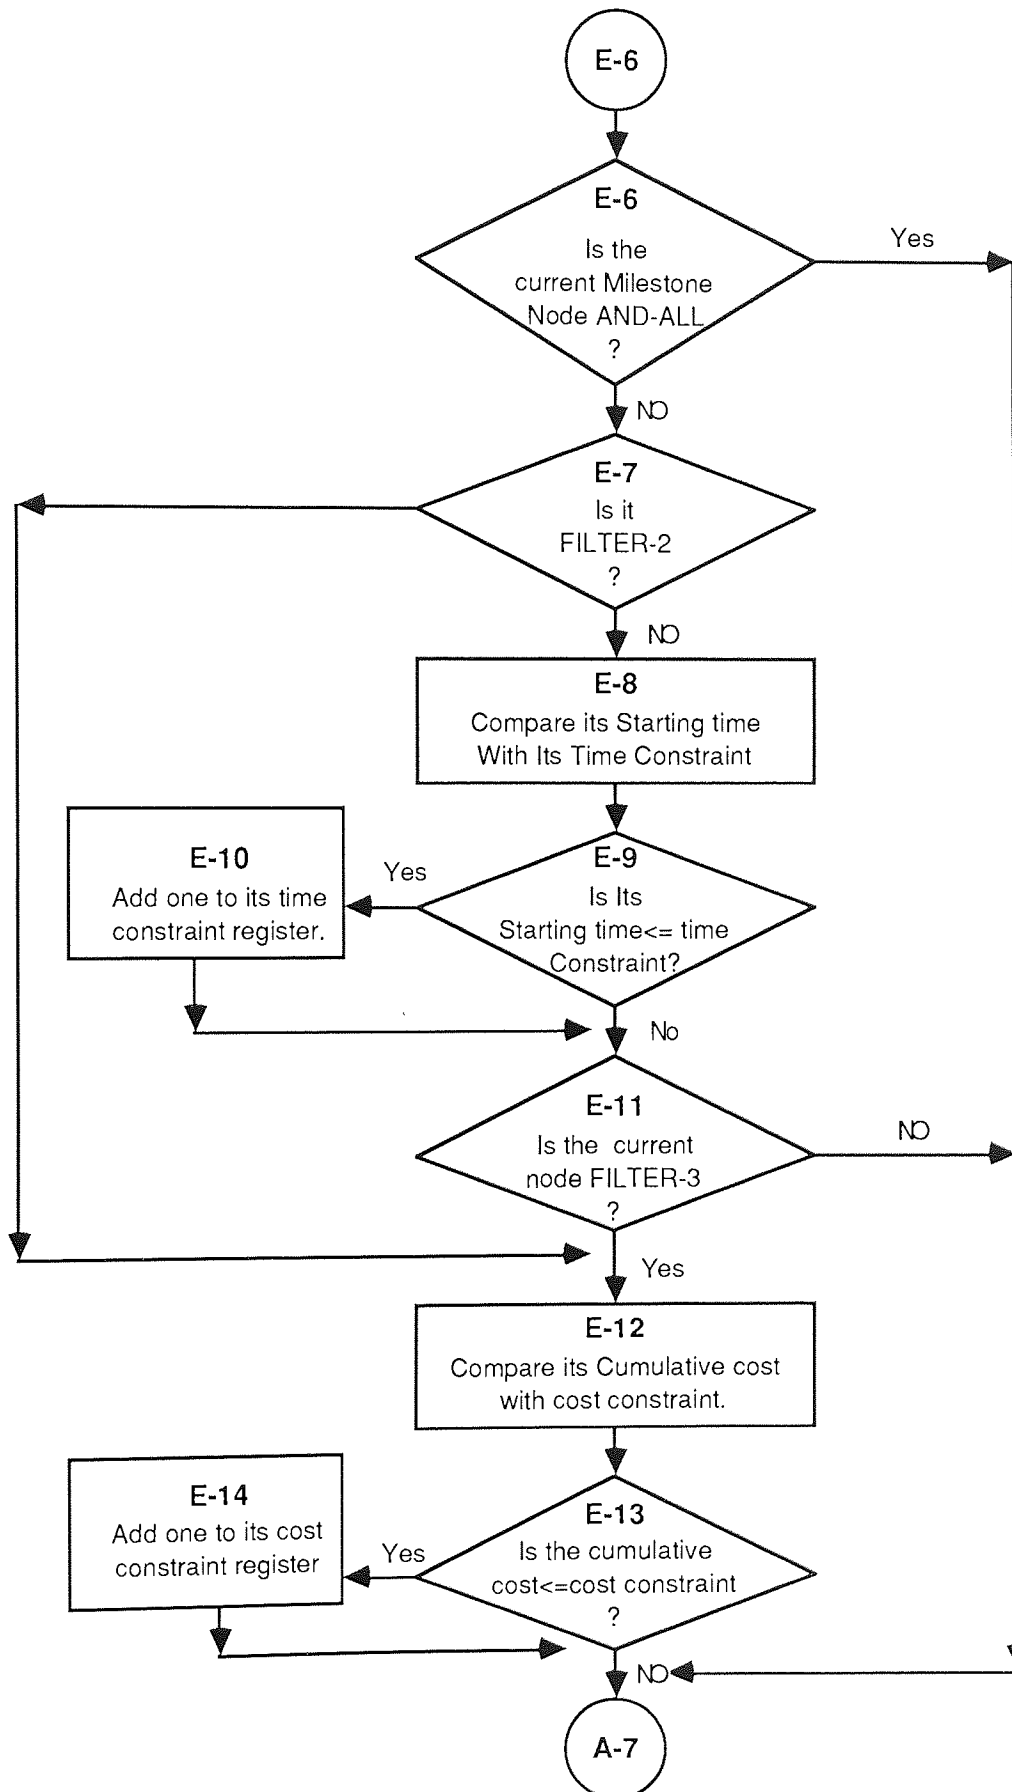 E-6
E-6
Is the
current Milestone
Node AND-ALL
?
Yes
NO
E-7
Is it
FILTER-2
?
NO
E-8
Compare its Starting time
With Its Time Constraint
E-9
Is Its
Starting time<= time
Constraint?
Yes
E-10
Add one to its time
constraint register.
No
E-11
Is the current
node FILTER-3
?
NO
Yes
E-12
Compare its Cumulative cost
with cost constraint.
E-13
Is the cumulative
cost<=cost constraint
?
Yes
E-14
Add one to its cost
constraint register
NO
A-7